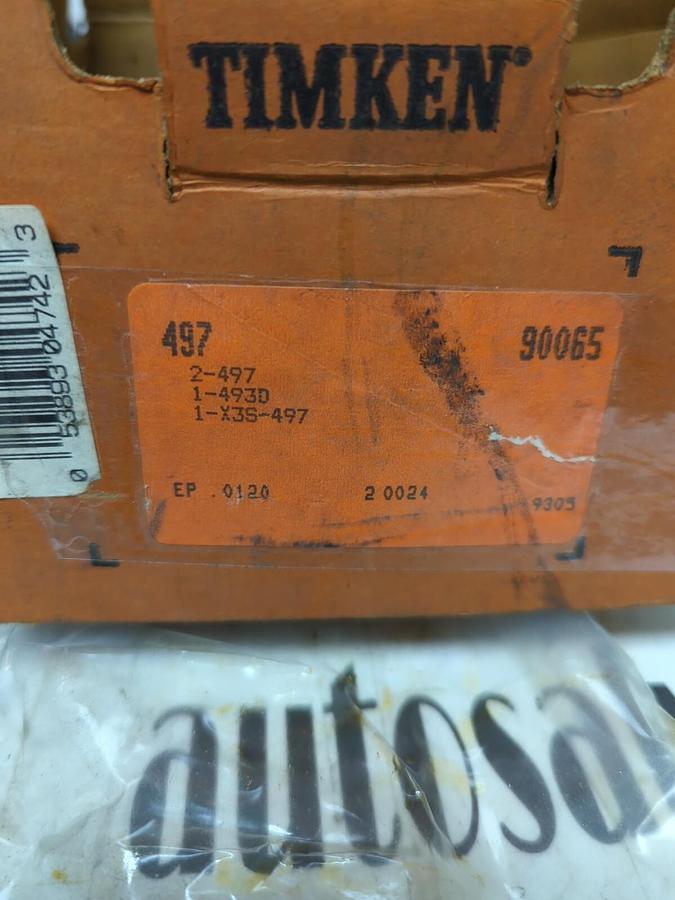 TIMKEN®
0 53893 04742 3
497 90065
2-497
1-493D
1-X3S-497
EP .0120 2 0024 9305
autosa